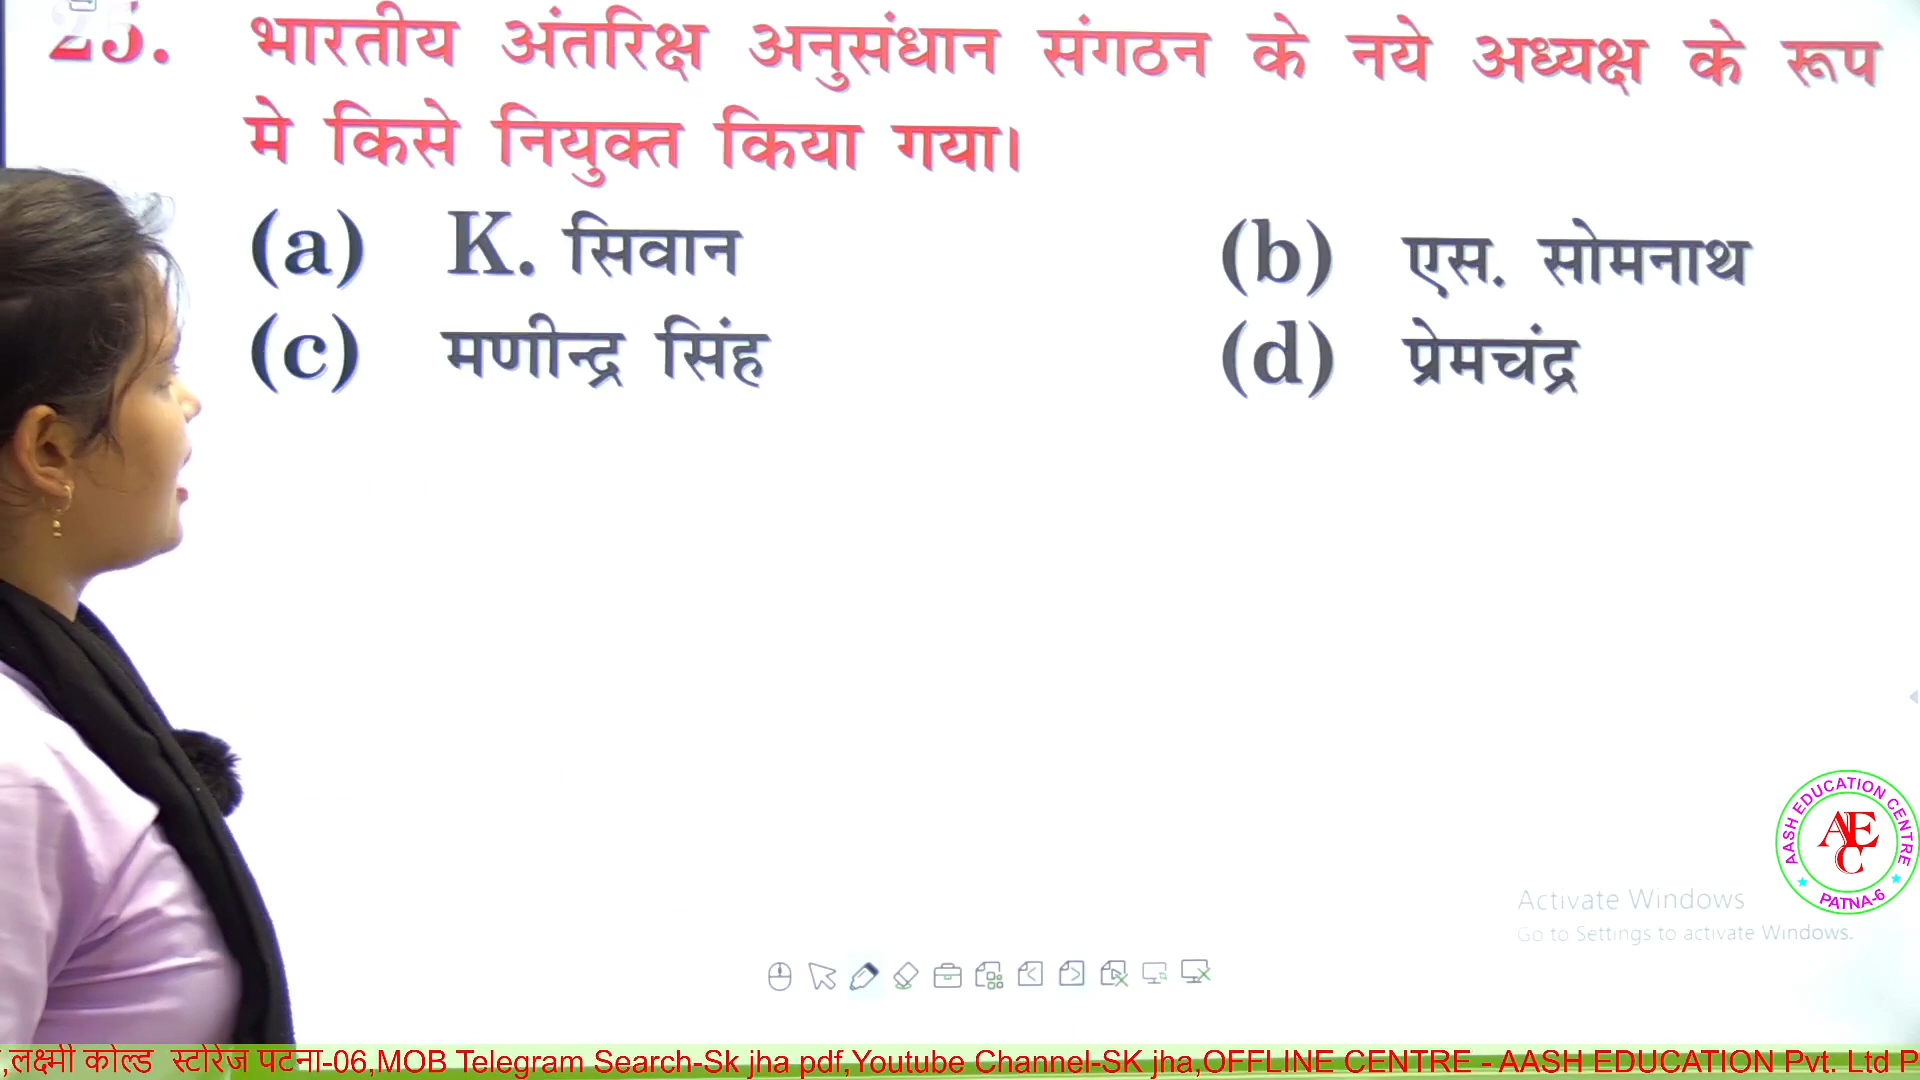 25. भारतीय अंतरिक्ष अनुसंधान संगठन के नये अध्यक्ष के रूप
मे किसे नियुक्त किया गया।
(a) K. सिवान (b) एस. सोमनाथ
(c) मणीन्द्र सिंह (d) प्रेमचंद्र
AASH EDUCATION CENTRE
AEC
PATNA-6
Activate Windows
Go to Settings to activate Windows.
,लक्ष्मी कोल्ड स्टोरेज पटना-06,MOB Telegram Search-Sk jha pdf,Youtube Channel-SK jha,OFFLINE CENTRE - AASH EDUCATION Pvt. Ltd P